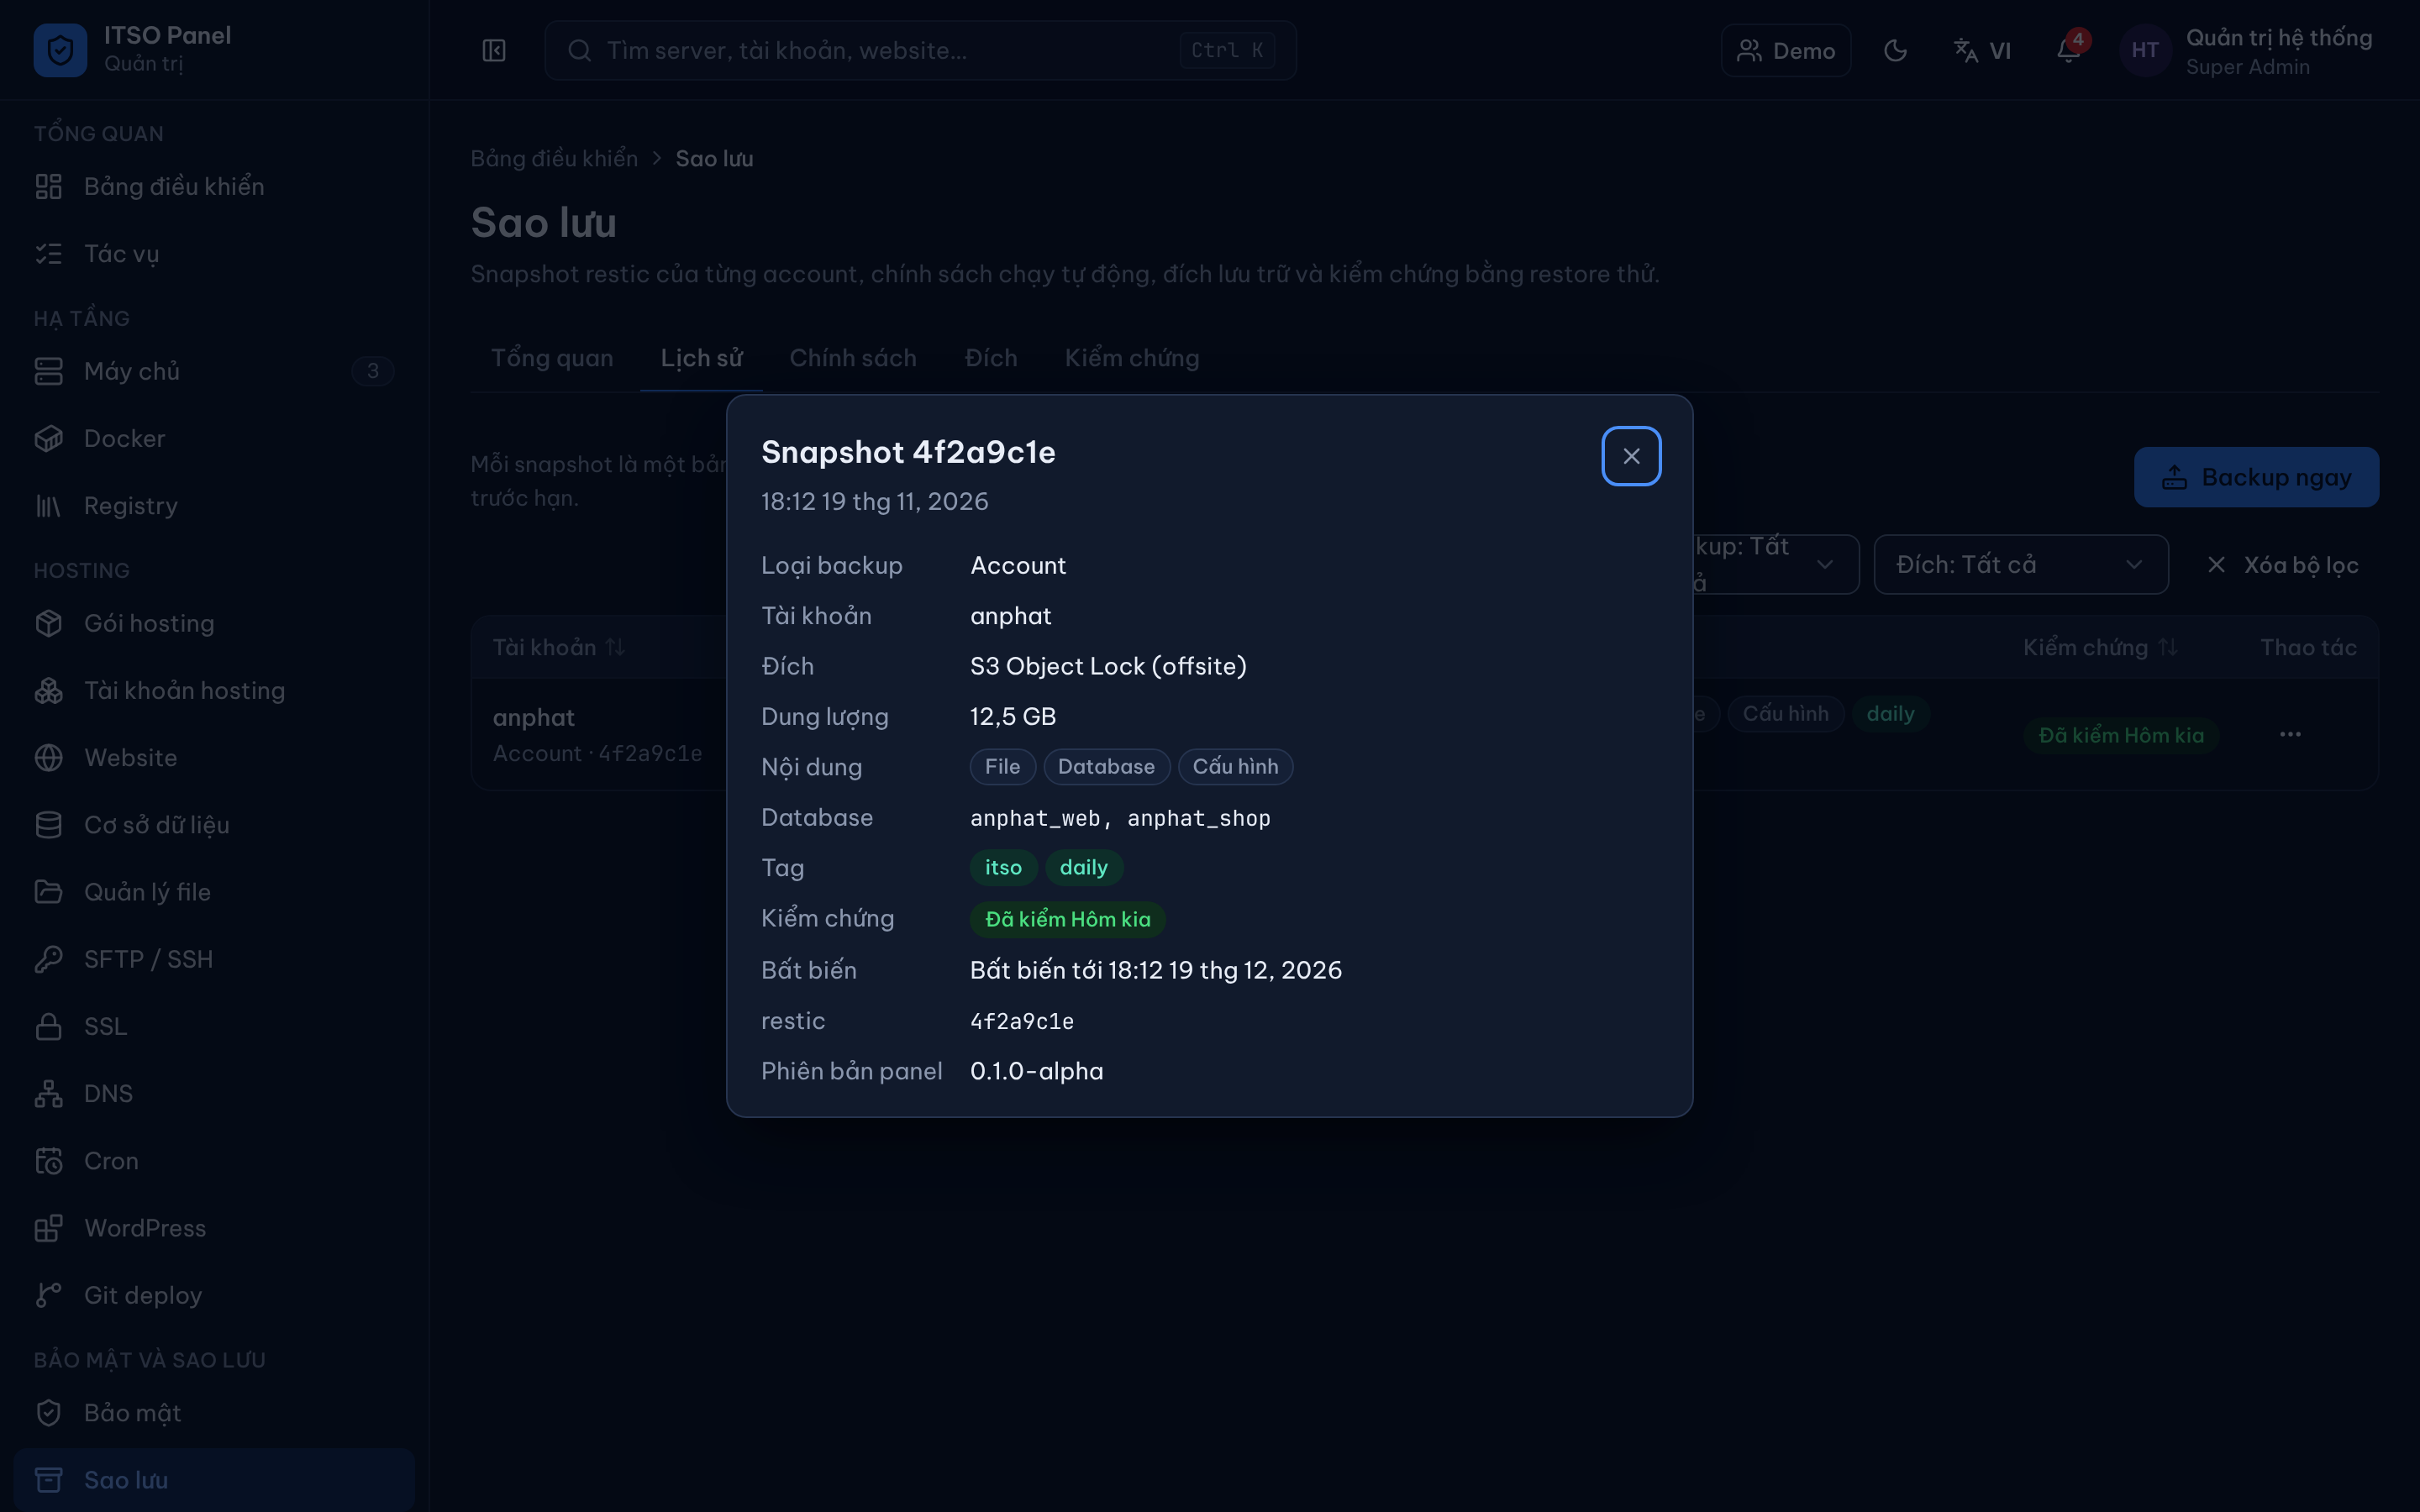 ITSO Panel
Quản trị
Tìm server, tài khoản, website...
Ctrl K
Demo
VI
4
HT
Quản trị hệ thống
Super Admin
TỔNG QUAN
Bảng điều khiển
Tác vụ
HẠ TẦNG
Máy chủ
3
Docker
Registry
HOSTING
Gói hosting
Tài khoản hosting
Website
Cơ sở dữ liệu
Quản lý file
SFTP / SSH
SSL
DNS
Cron
WordPress
Git deploy
BẢO MẬT VÀ SAO LƯU
Bảo mật
Sao lưu
Bảng điều khiển > Sao lưu
Sao lưu
Snapshot restic của từng account, chính sách chạy tự động, đích lưu trữ và kiểm chứng bằng restore thử.
Tổng quan
Lịch sử
Chính sách
Đích
Kiểm chứng
Mỗi snapshot là một
trước hạn.
Backup ngay
Tất
Đích: Tất cả
Xóa bộ lọc
Tài khoản
Kiểm chứng
Thao tác
anphat
Account · 4f2a9c1e
Cấu hình
daily
Đã kiểm Hôm kia
Snapshot 4f2a9c1e
18:12 19 thg 11, 2026
Loại backup Account
Tài khoản anphat
Đích S3 Object Lock (offsite)
Dung lượng 12,5 GB
Nội dung File Database Cấu hình
Database anphat_web, anphat_shop
Tag itso daily
Kiểm chứng Đã kiểm Hôm kia
Bất biến Bất biến tới 18:12 19 thg 12, 2026
restic 4f2a9c1e
Phiên bản panel 0.1.0-alpha